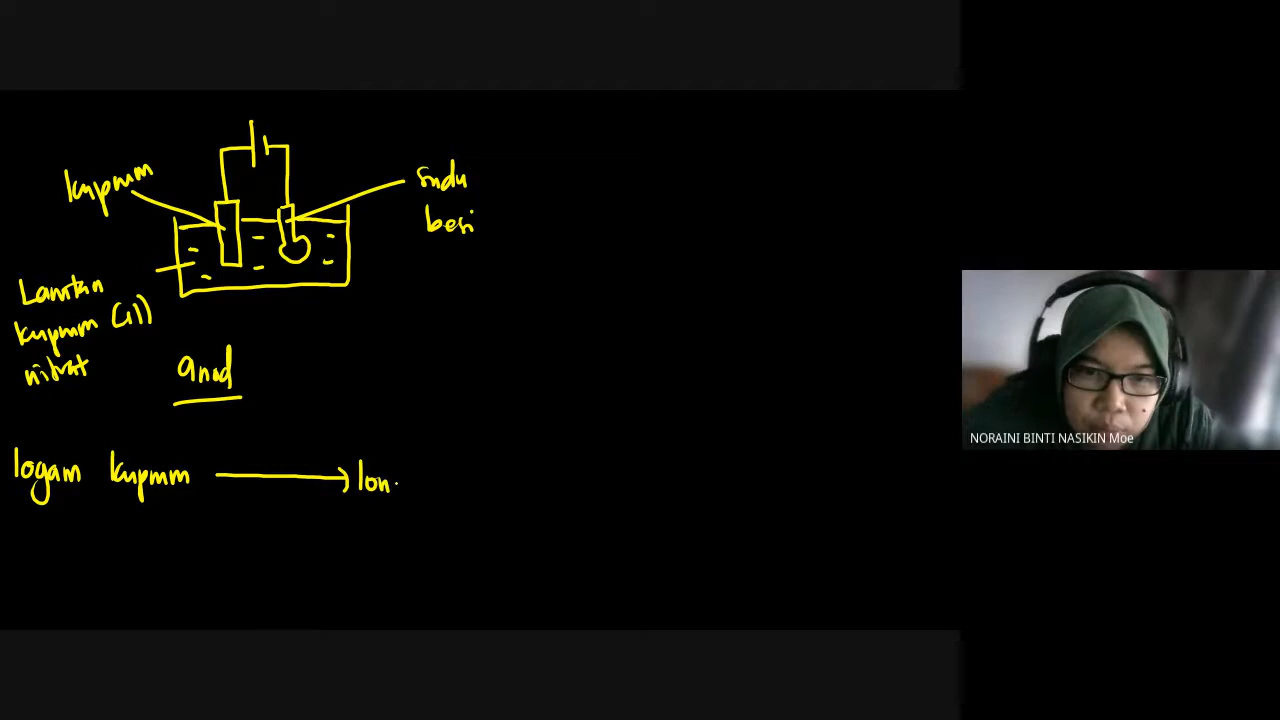 kuprum
sudu
besi
Larutan
kuprum (II)
nitrat
anod
logam kuprum → Ion
NORAINI BINTI NASIKIN Moe